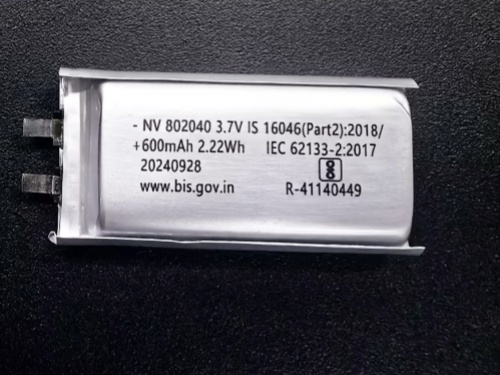 - NV 802040 3.7V IS 16046(Part2):2018/
+600mAh 2.22Wh IEC 62133-2:2017
20240928
www.bis.gov.in R-41140449